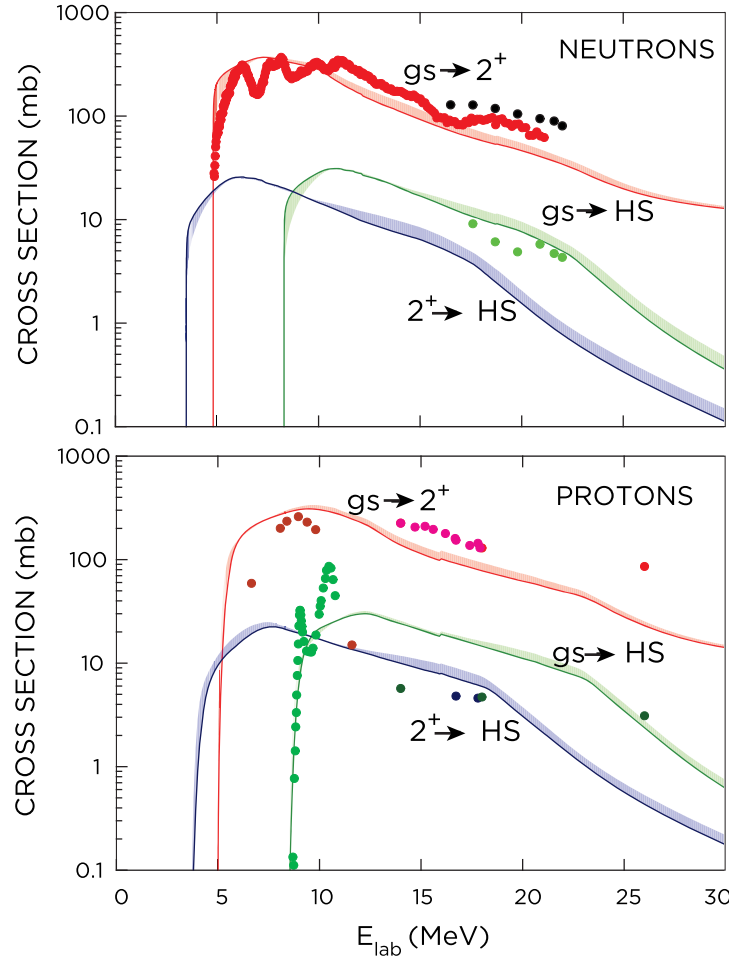 1000
100
10
1
0.1
CROSS SECTION (mb)
NEUTRONS
gs→2⁺
gs→HS
2⁺→ HS
1000
100
10
1
0.1
CROSS SECTION (mb)
PROTONS
gs→2⁺
gs→HS
2⁺→ HS
0 5 10 15 20 25 30
E_lab (MeV)